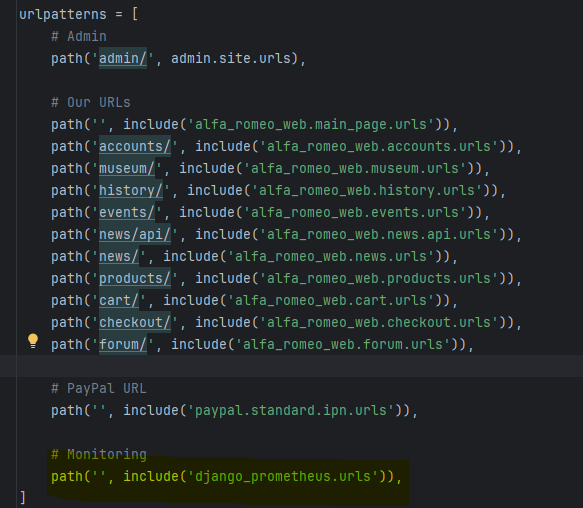 urlpatterns = [
# Admin
path('admin/', admin.site.urls),
# Our URLs
path('', include('alfa_romeo_web.main_page.urls')),
path('accounts/', include('alfa_romeo_web.accounts.urls')),
path('museum/', include('alfa_romeo_web.museum.urls')),
path('history/', include('alfa_romeo_web.history.urls')),
path('events/', include('alfa_romeo_web.events.urls')),
path('news/api/', include('alfa_romeo_web.news.api.urls')),
path('news/', include('alfa_romeo_web.news.urls')),
path('products/', include('alfa_romeo_web.products.urls')),
path('cart/', include('alfa_romeo_web.cart.urls')),
path('checkout/', include('alfa_romeo_web.checkout.urls')),
path('forum/', include('alfa_romeo_web.forum.urls')),
# PayPal URL
path('', include('paypal.standard.ipn.urls')),
# Monitoring
path('', include('django_prometheus.urls')),
]